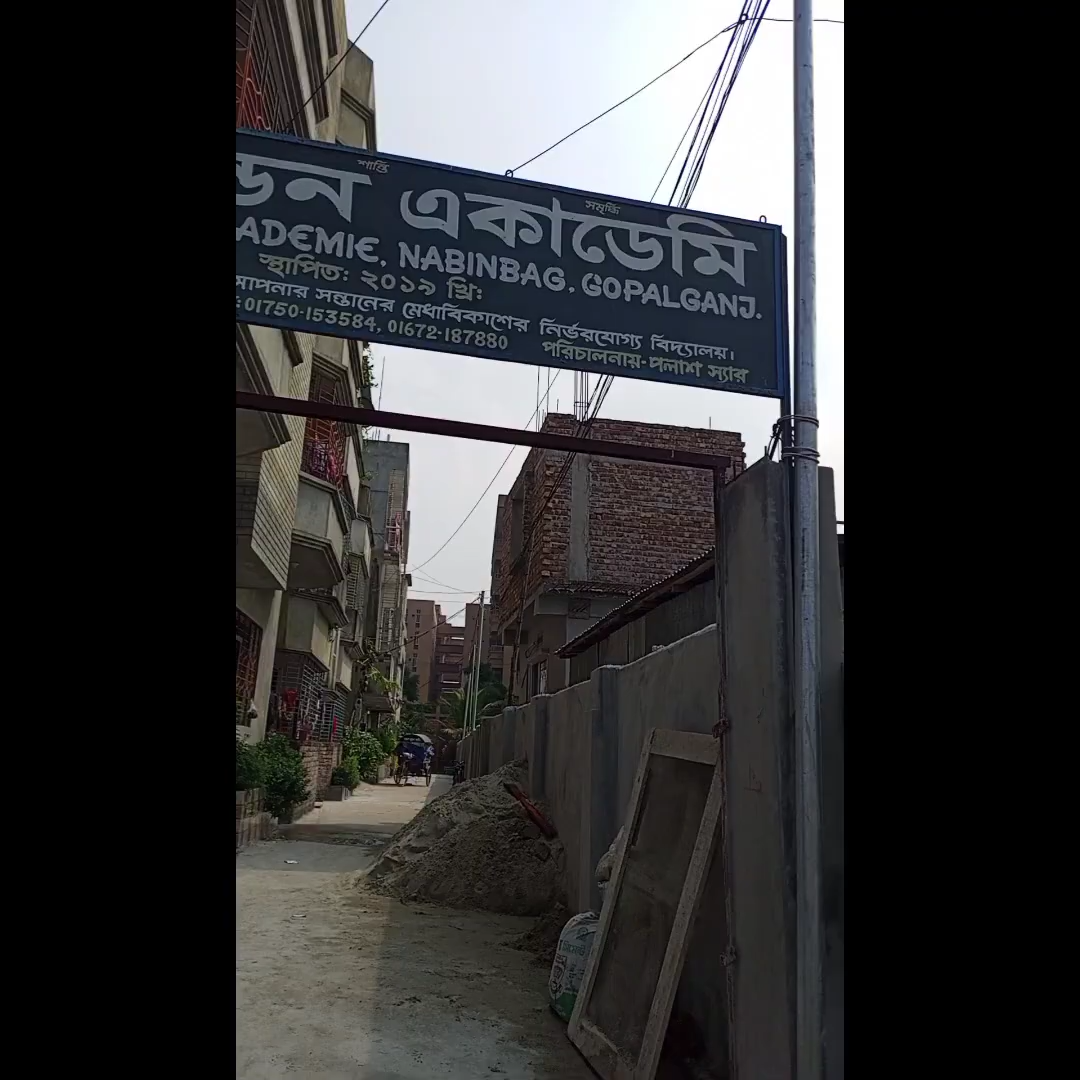 শান্তি সমৃদ্ধি
ডন একাডেমি
ADEMIE, NABINBAG, GOPALGANJ.
স্থাপিত: ২০১৯ খ্রি:
আপনার সন্তানের মেধাবিকাশের নির্ভরযোগ্য বিদ্যালয়।
: 01750-153584, 01672-187880 পরিচালনায়-পলাশ স্যার